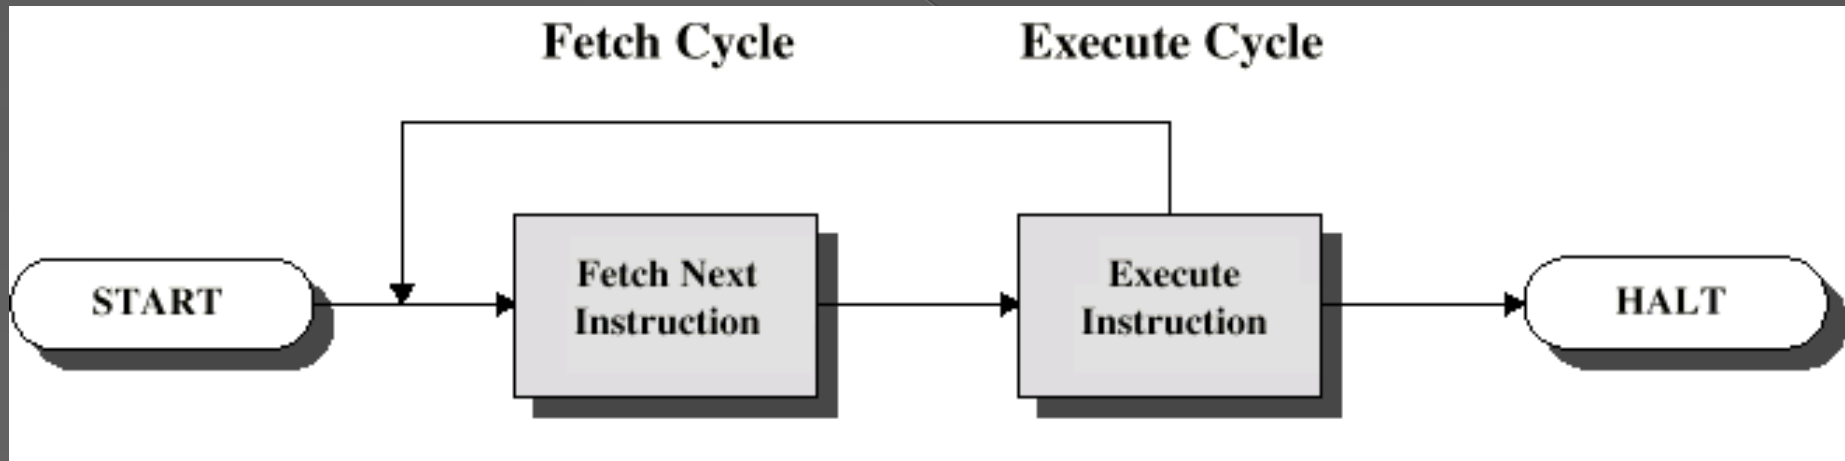 Fetch Cycle
Execute Cycle
START
Fetch Next
Instruction
Execute
Instruction
HALT